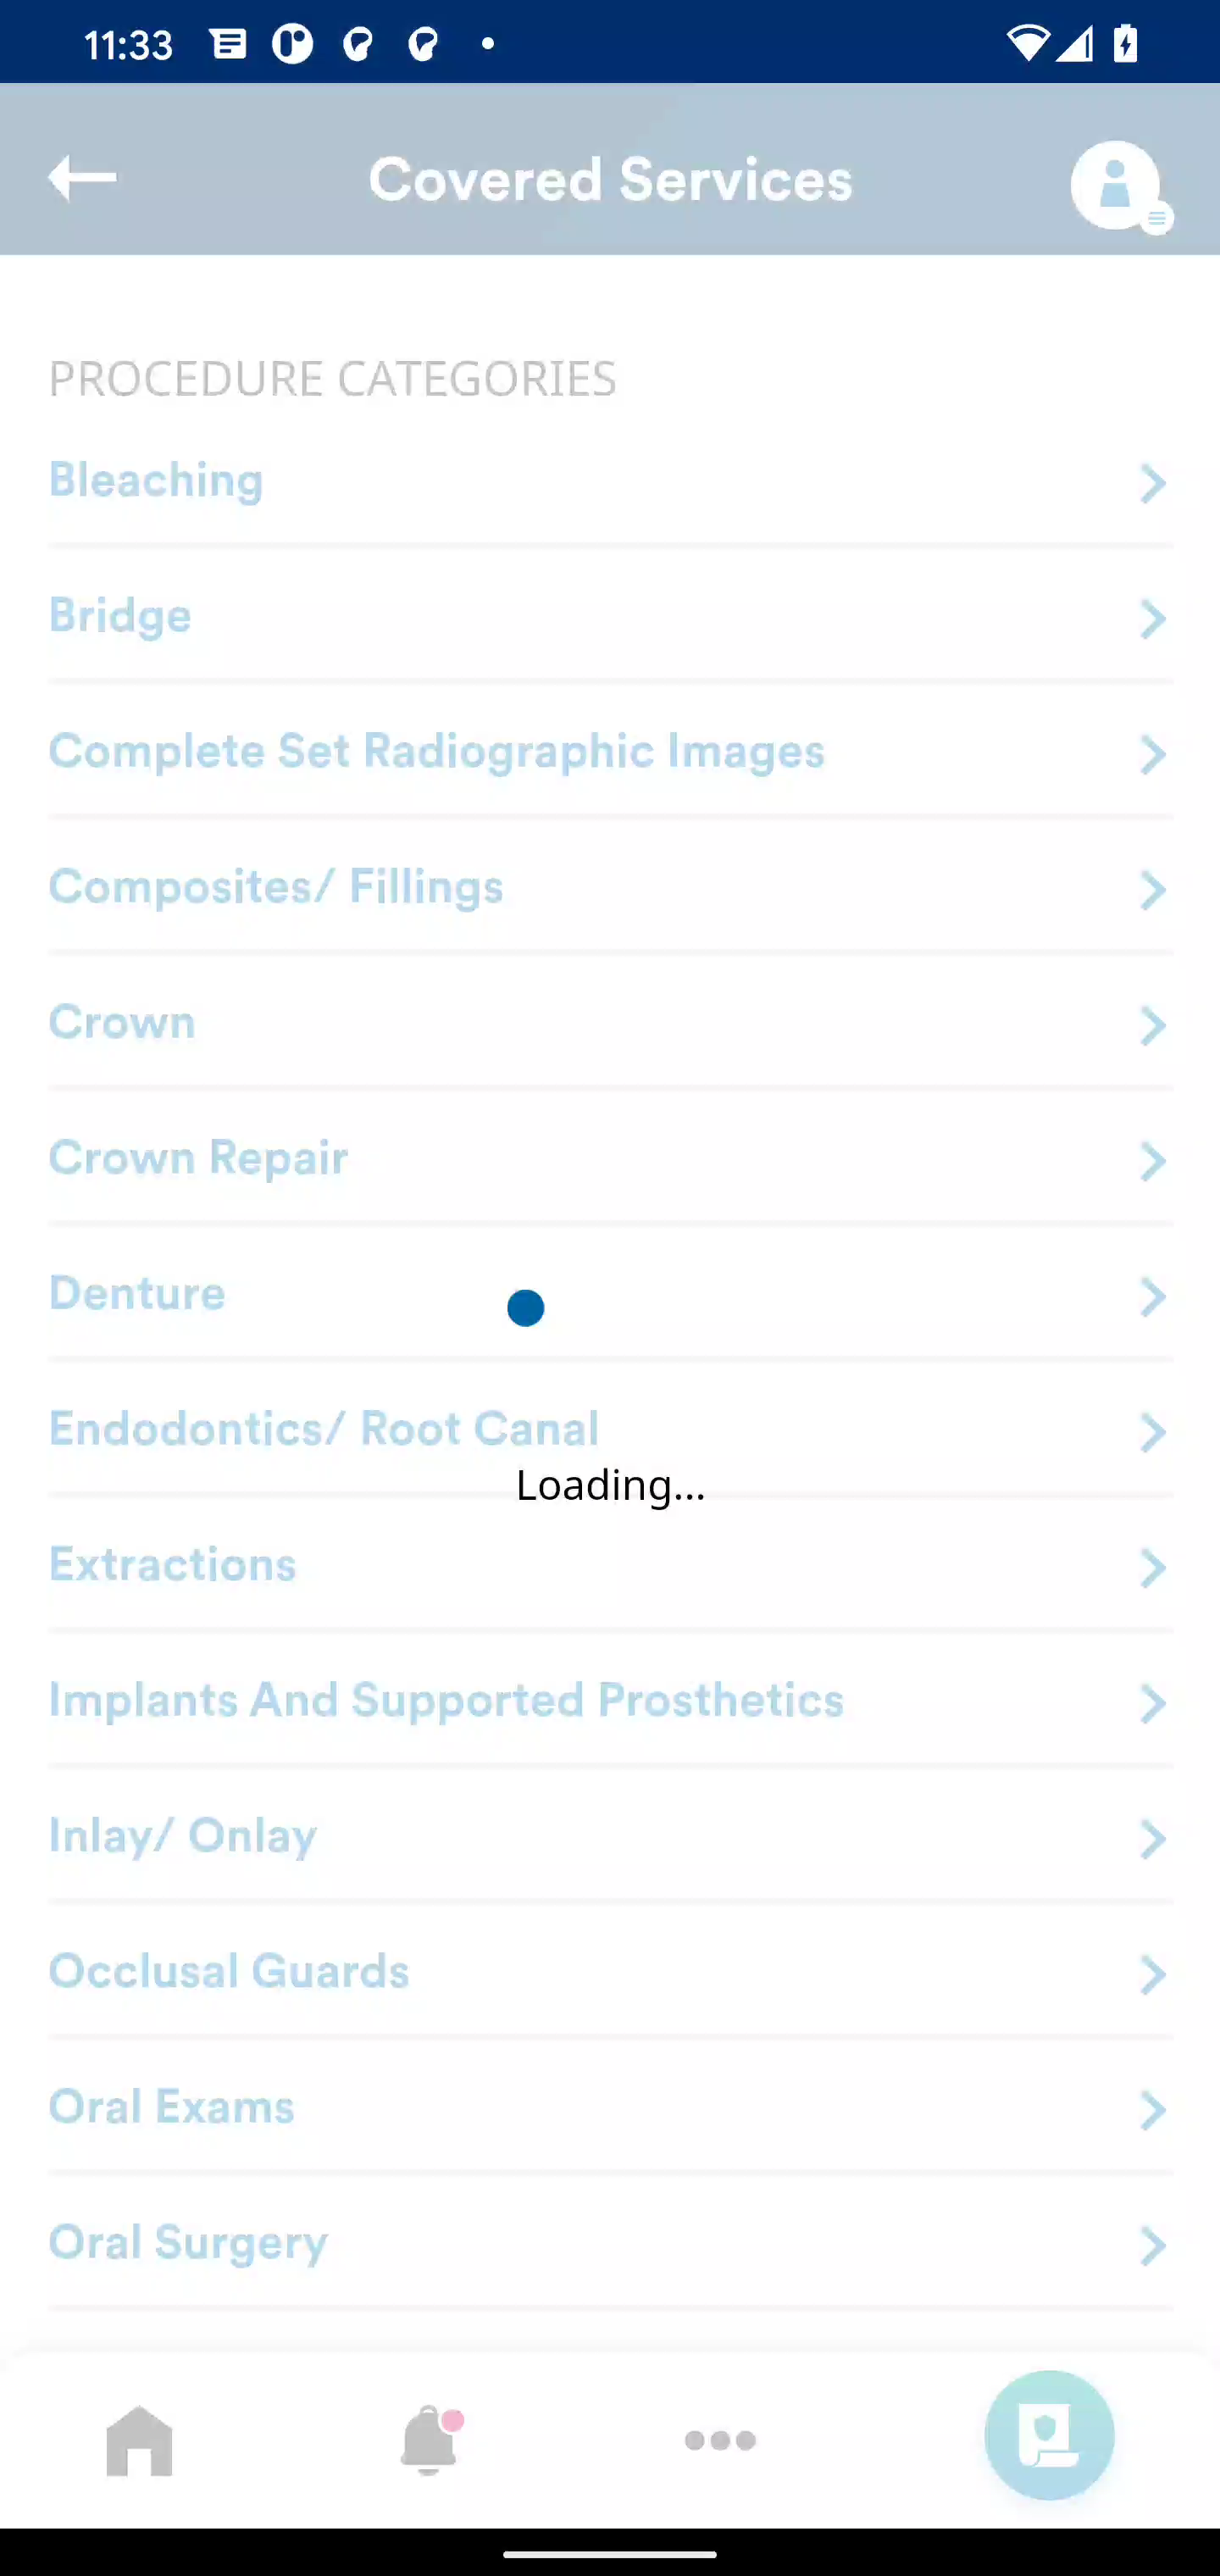 11:33
Covered Services
PROCEDURE CATEGORIES
Bleaching
Bridge
Complete Set Radiographic Images
Composites/ Fillings
Crown
Crown Repair
Denture
Endodontics/ Root Canal
Loading...
Extractions
Implants And Supported Prosthetics
Inlay/ Onlay
Occlusal Guards
Oral Exams
Oral Surgery